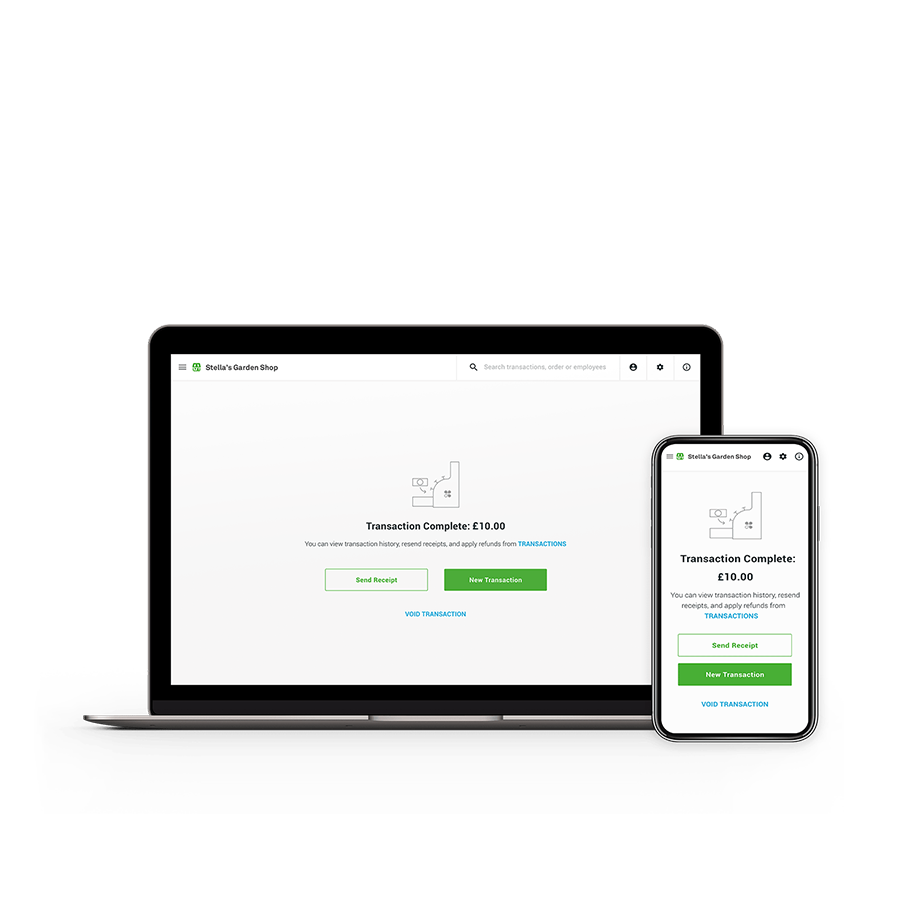 Stella's Garden Shop
Search transactions, order or employees
Transaction Complete: £10.00
You can view transaction history, resend receipts, and apply refunds from TRANSACTIONS
Send Receipt
New Transaction
VOID TRANSACTION
Stella's Garden Shop
Transaction Complete:
£10.00
You can view transaction history, resend
receipts, and apply refunds from
TRANSACTIONS
Send Receipt
New Transaction
VOID TRANSACTION